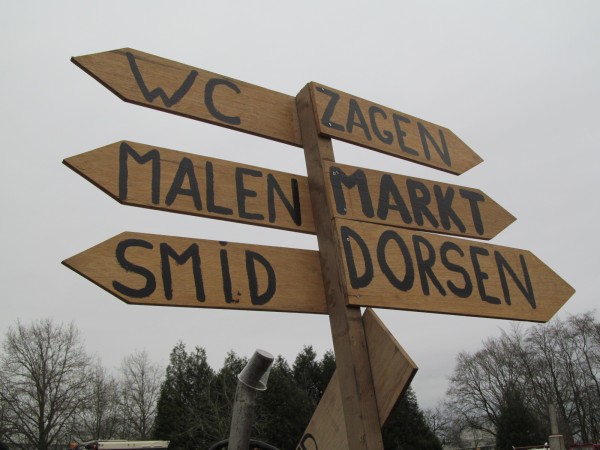 WC
ZAGEN
MALEN
MARKT
SMiD
DORSEN